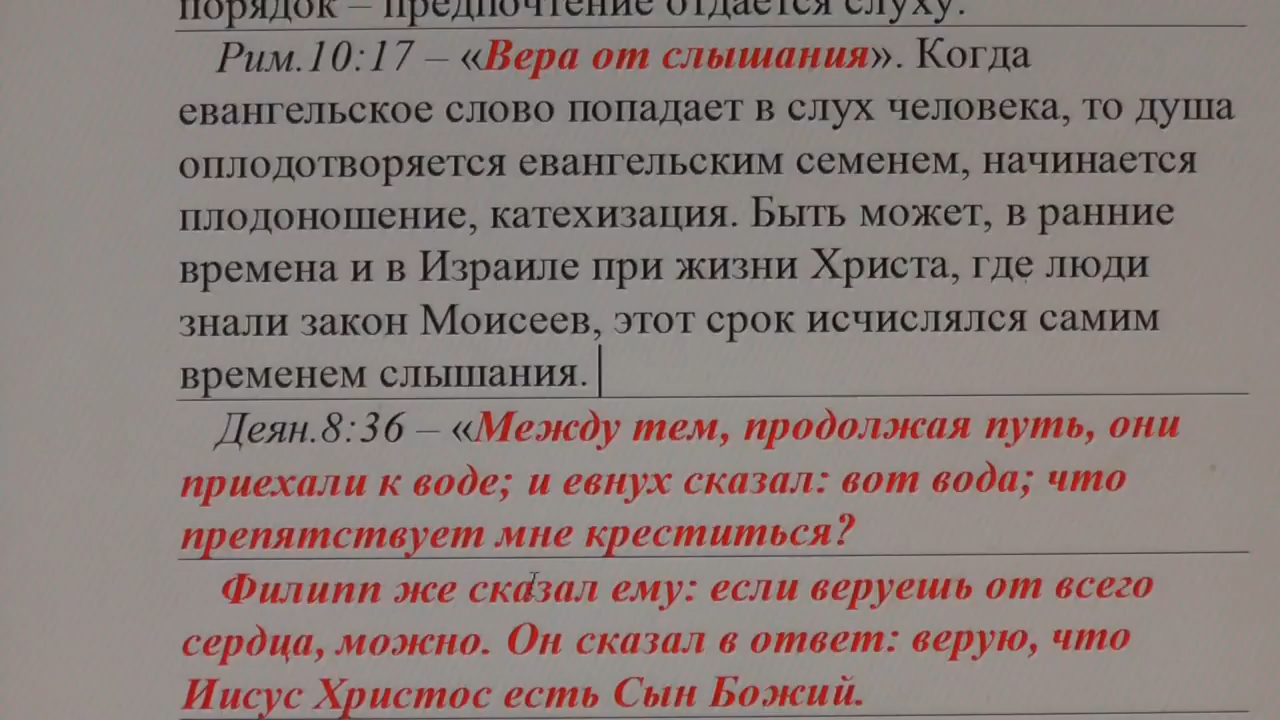 порядок – предпочтение отдаётся слуху.
Рим.10:17 – «Вера от слышания». Когда
евангельское слово попадает в слух человека, то душа
оплодотворяется евангельским семенем, начинается
плодоношение, катехизация. Быть может, в ранние
времена и в Израиле при жизни Христа, где люди
знали закон Моисеев, этот срок исчислялся самим
временем слышания.
Деян.8:36 – «Между тем, продолжая путь, они
приехали к воде; и евнух сказал: вот вода; что
препятствует мне креститься?
Филипп же сказал ему: если веруешь от всего
сердца, можно. Он сказал в ответ: верую, что
Иисус Христос есть Сын Божий.